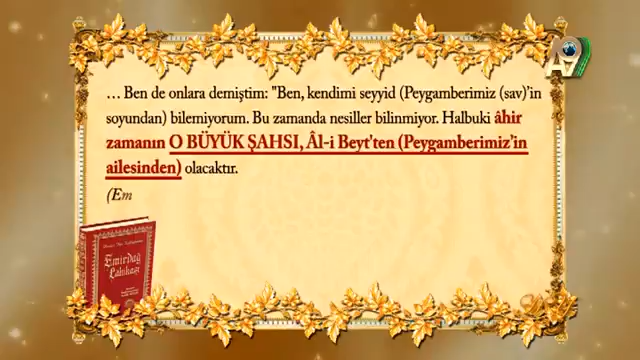 … Ben de onlara demiştim: "Ben, kendimi seyyid (Peygamberimiz (sav)'in
soyundan) bilemiyorum. Bu zamanda nesiller bilinmiyor. Halbuki âhir
zamanın O BÜYÜK ŞAHSI, Âl-i Beyt'ten (Peygamberimiz'in
ailesinden) olacaktır.
(Em
Emirdağ
Lahikası
A9